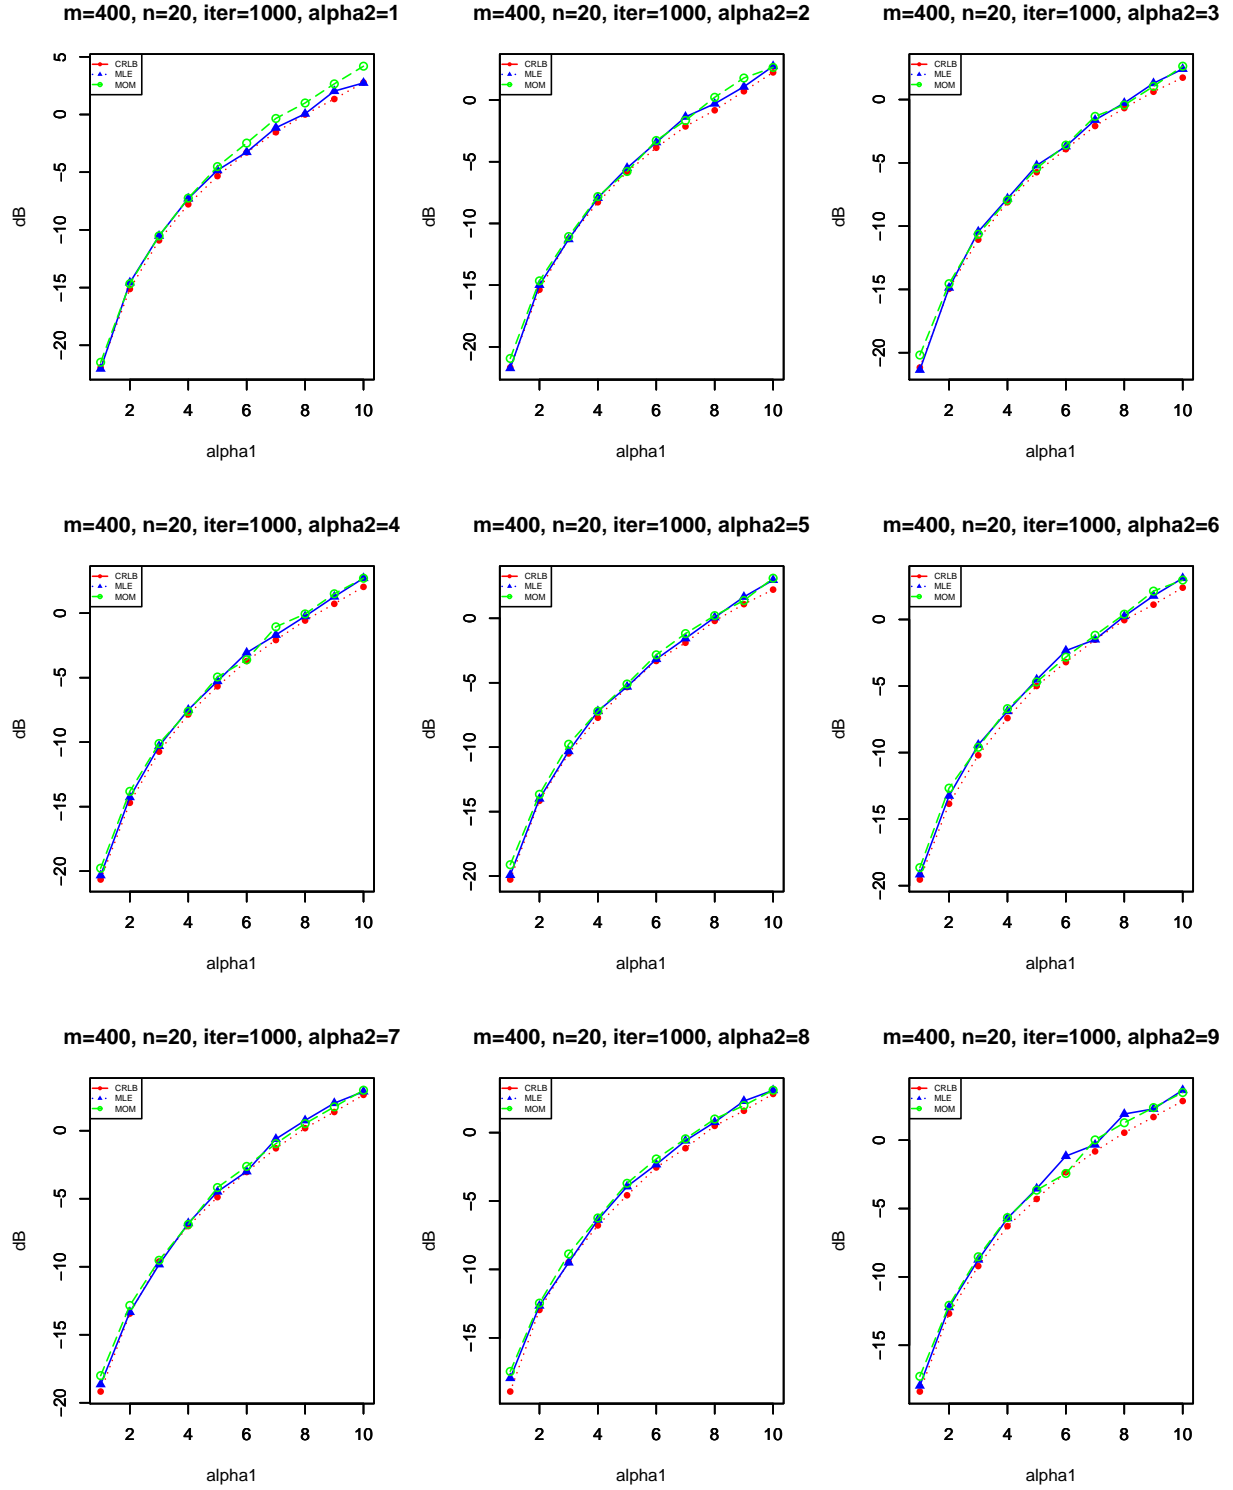 m=400, n=20, iter=1000, alpha2=1
CRLB
MLE
MOM
5
0
−5
−10
−15
−20
dB
2 4 6 8 10
alpha1
m=400, n=20, iter=1000, alpha2=2
CRLB
MLE
MOM
0
−5
−10
−15
−20
dB
2 4 6 8 10
alpha1
m=400, n=20, iter=1000, alpha2=3
CRLB
MLE
MOM
0
−5
−10
−15
−20
dB
2 4 6 8 10
alpha1
m=400, n=20, iter=1000, alpha2=4
CRLB
MLE
MOM
0
−5
−10
−15
−20
dB
2 4 6 8 10
alpha1
m=400, n=20, iter=1000, alpha2=5
CRLB
MLE
MOM
0
−5
−10
−15
−20
dB
2 4 6 8 10
alpha1
m=400, n=20, iter=1000, alpha2=6
CRLB
MLE
MOM
0
−5
−10
−15
−20
dB
2 4 6 8 10
alpha1
m=400, n=20, iter=1000, alpha2=7
CRLB
MLE
MOM
0
−5
−10
−15
−20
dB
2 4 6 8 10
alpha1
m=400, n=20, iter=1000, alpha2=8
CRLB
MLE
MOM
0
−5
−10
−15
dB
2 4 6 8 10
alpha1
m=400, n=20, iter=1000, alpha2=9
CRLB
MLE
MOM
0
−5
−10
−15
dB
2 4 6 8 10
alpha1